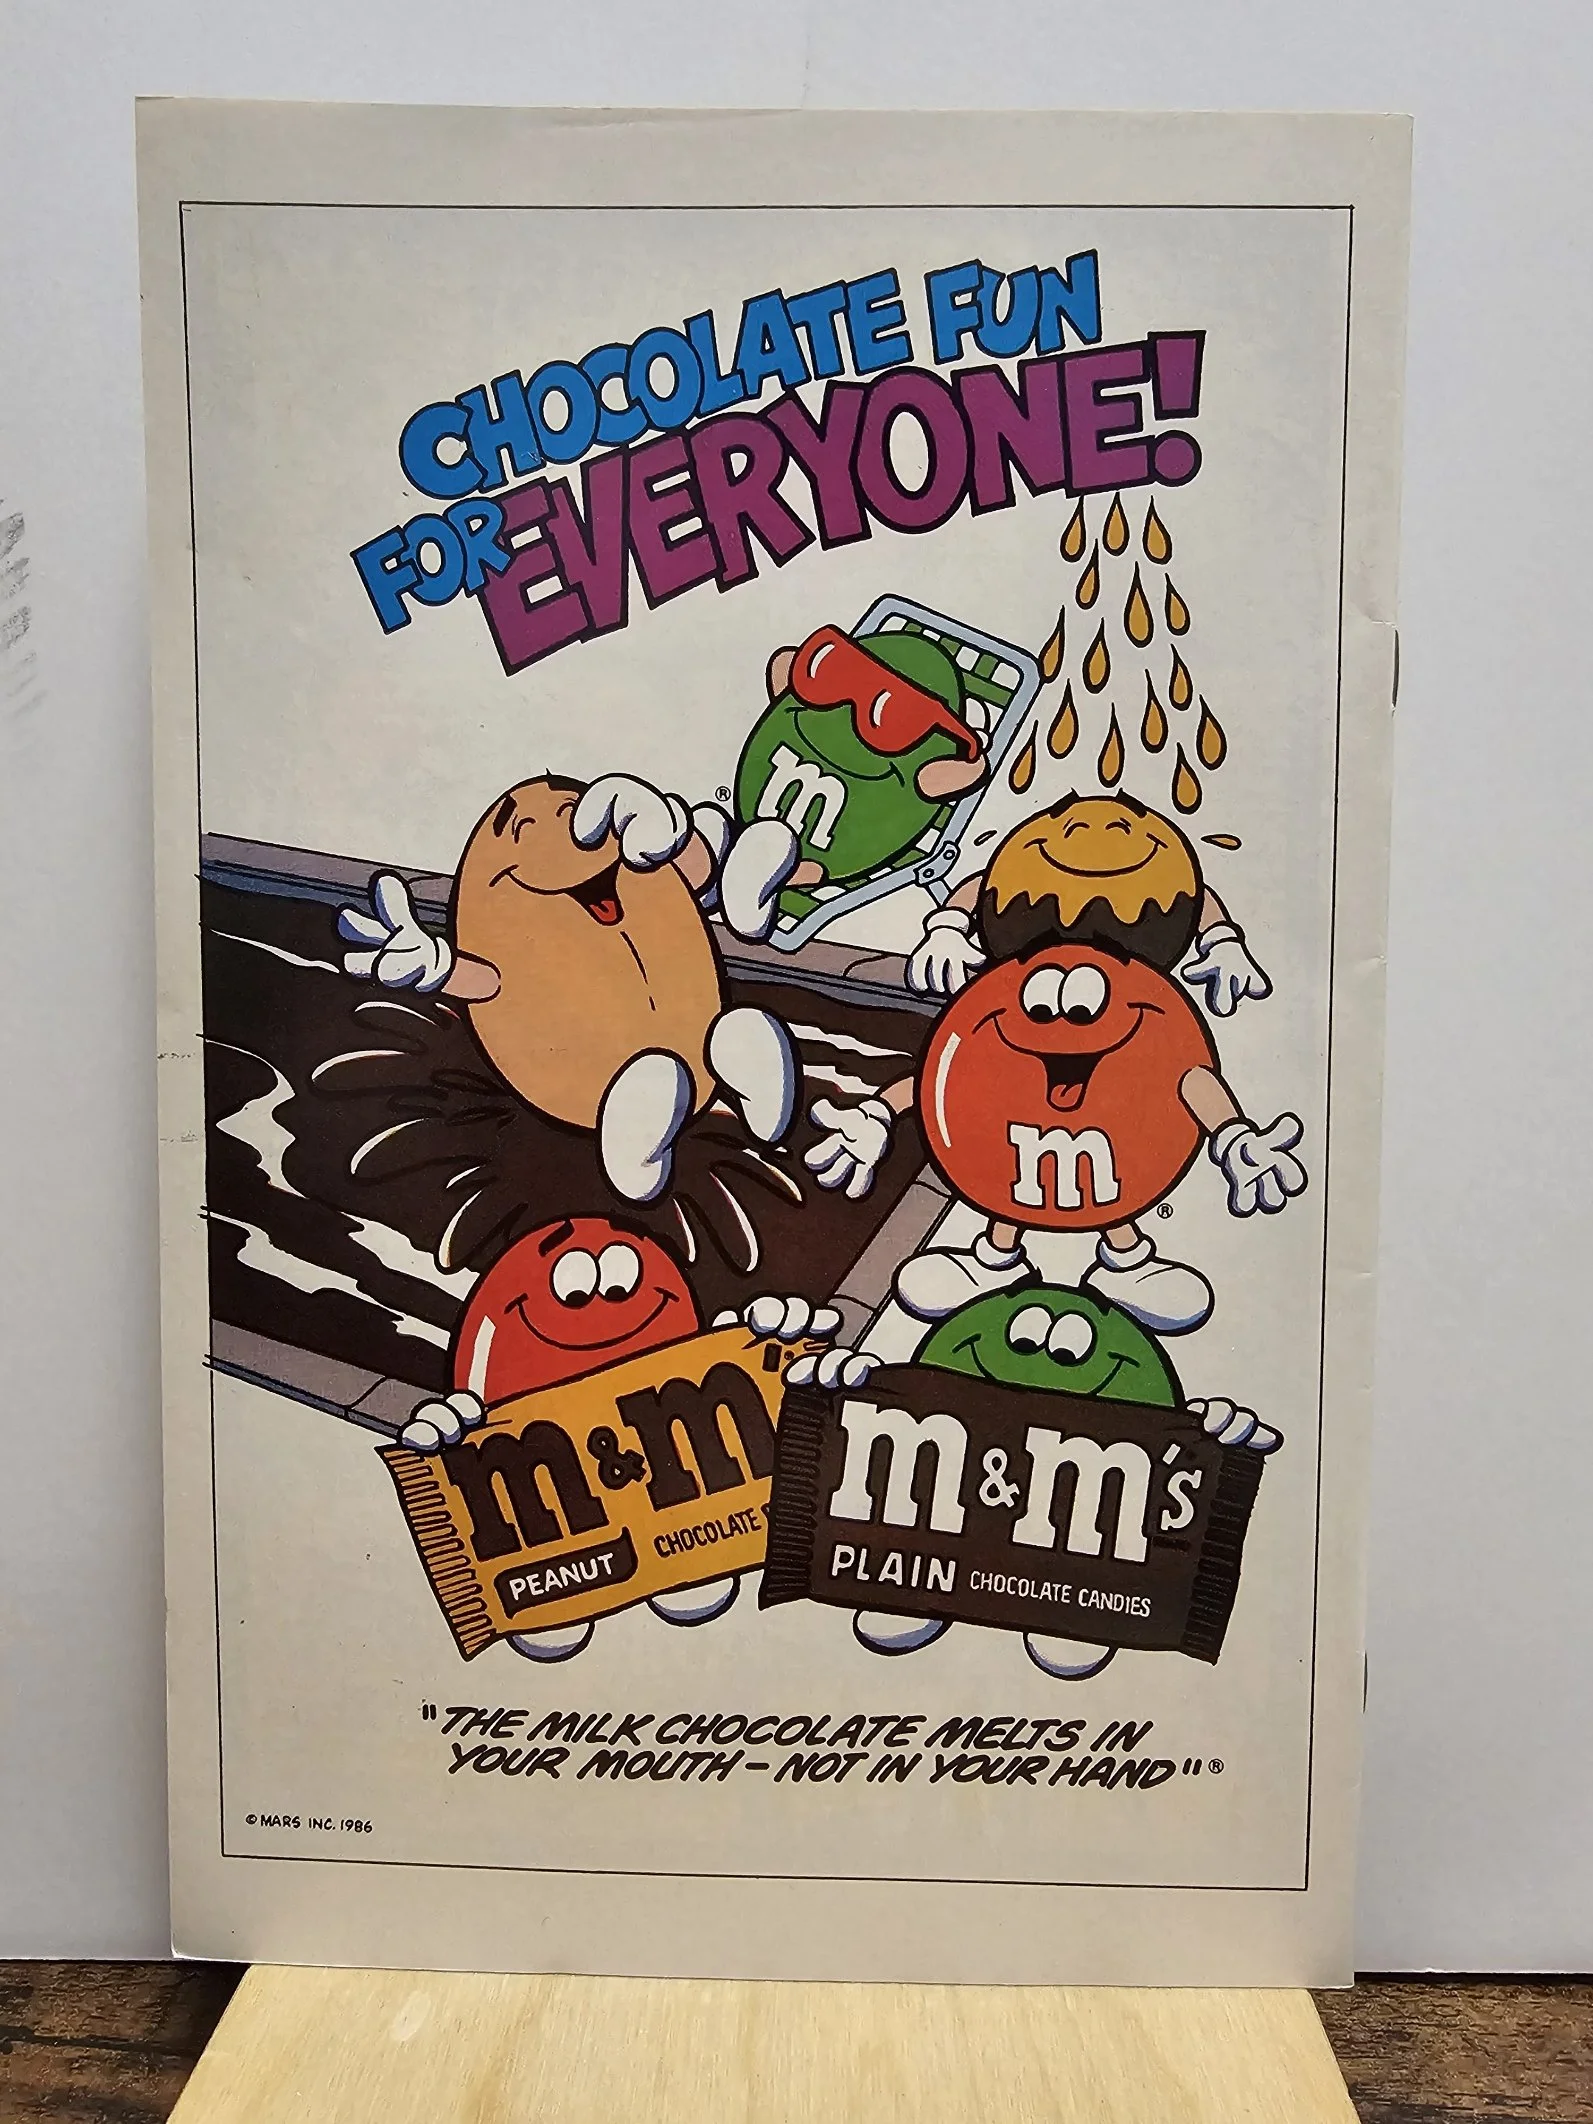 CHOCOLATE FUN
FOR EVERYONE!
m®
m®
m&m
PEANUT CHOCOLATE
m&m's
PLAIN CHOCOLATE CANDIES
"THE MILK CHOCOLATE MELTS IN
YOUR MOUTH - NOT IN YOUR HAND"®
© MARS INC. 1986